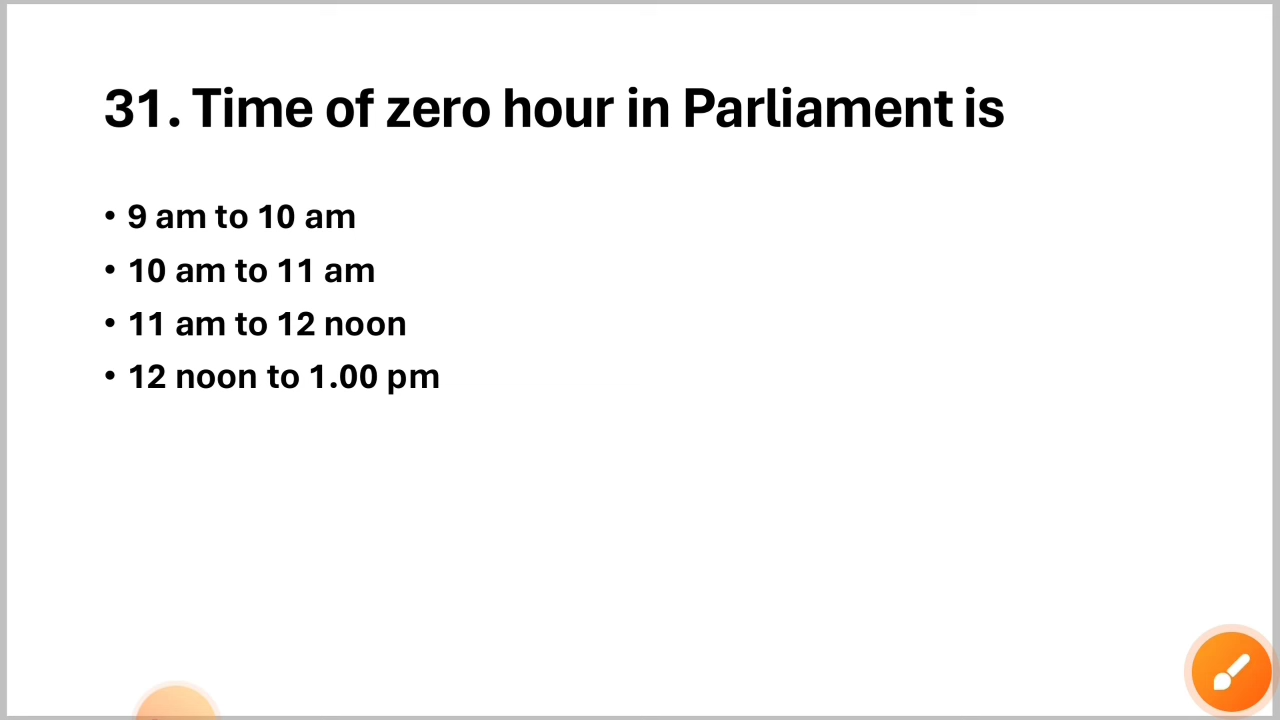 31. Time of zero hour in Parliament is
• 9 am to 10 am
• 10 am to 11 am
• 11 am to 12 noon
• 12 noon to 1.00 pm